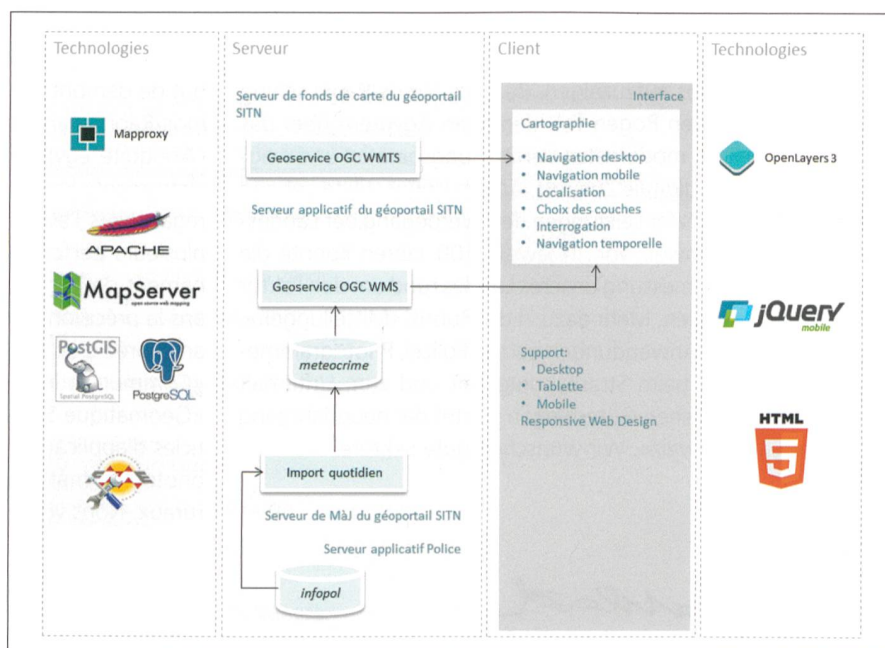 Technologies
Mapproxy
APACHE
MapServer
open source web mapping
PostGIS
Spatial PostgreSQL
PostgreSQL
Serveur
Serveur de fonds de carte du géoportail
SITN
Geoservice OGC WMTS
Serveur applicatif du géoportail SITN
Geoservice OGC WMS
meteocrime
Import quotidien
Serveur de MàJ du géoportail SITN
Serveur applicatif Police
infopol
Client
Interface
Cartographie
• Navigation desktop
• Navigation mobile
• Localisation
• Choix des couches
• Interrogation
• Navigation temporelle
Support:
• Desktop
• Tablette
• Mobile
Responsive Web Design
Technologies
OpenLayers 3
jQuery
mobile
HTML
5